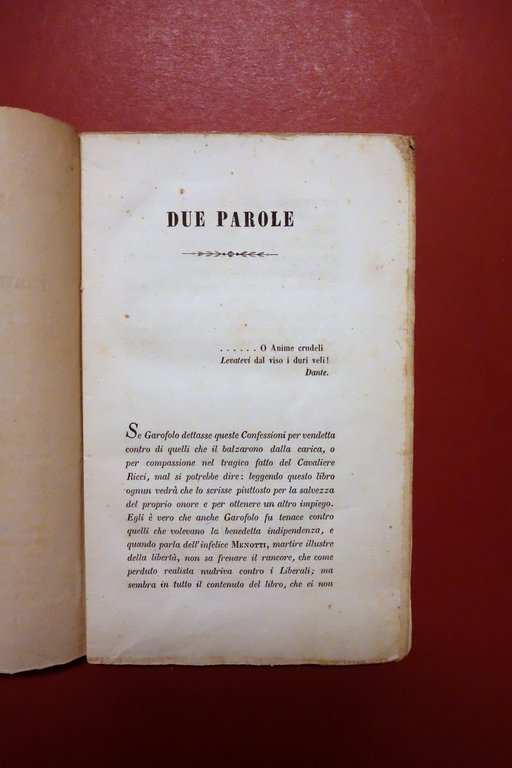 DUE PAROLE
...... O Anime crudeli
Levatevi dal viso i duri veli!
Dante.
Se Garofolo dettasse queste Confessioni per vendetta
contro di quelli che il balzarono dalla carica, o
per compassione nel tragico fatto del Cavaliere
Ricci, mal si potrebbe dire: leggendo questo libro
ognun vedrà che lo scrisse piuttosto per la salvezza
del proprio onore e per ottenere un altro impiego.
Egli è vero che anche Garofolo fu tenace contro
quelli che volevano la benedetta indipendenza, e
quando parla dell'infelice MENOTTI, martire illustre
della libertà, non sa frenare il rancore, che come
perduto realista nudriva contro i Liberali; ma
sembra in tutto il contenuto del libro, che ei non